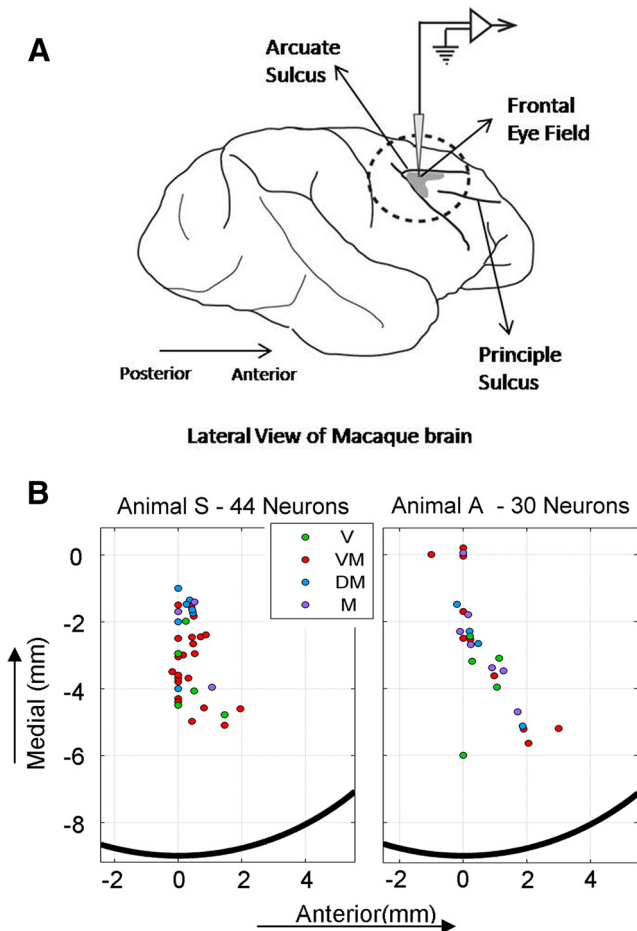 A
Arcuate
Sulcus
Frontal
Eye Field
Posterior
Anterior
Principle
Sulcus
Lateral View of Macaque brain
B
Animal S - 44 Neurons
Animal A - 30 Neurons
V
VM
DM
M
0
-2
-4
-6
-8
Medial (mm)
-2 0 2 4
-2 0 2 4
Anterior(mm)